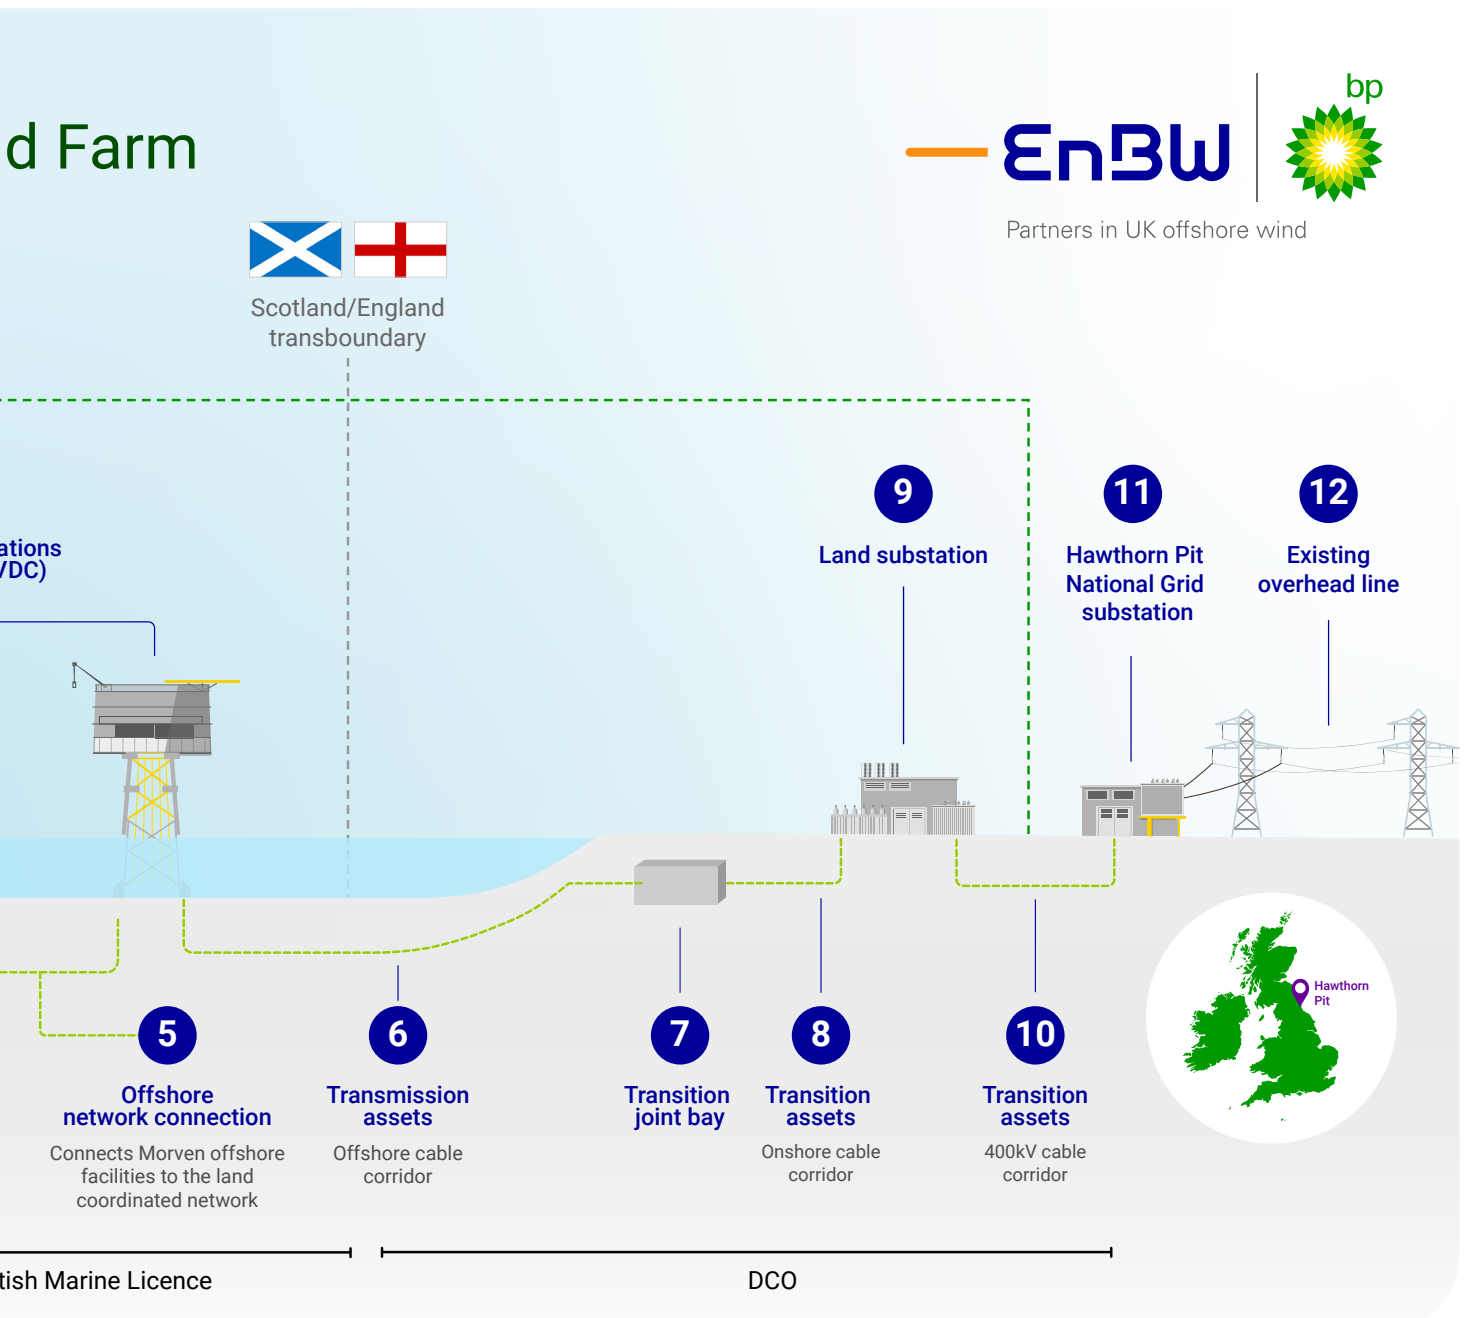 d Farm
EnBW
bp
Partners in UK offshore wind
Scotland/England
transboundary
ations
VDC)
9
Land substation
11
Hawthorn Pit
National Grid
substation
12
Existing
overhead line
5
Offshore
network connection
Connects Morven offshore
facilities to the land
coordinated network
6
Transmission
assets
Offshore cable
corridor
7
Transition
joint bay
8
Transition
assets
Onshore cable
corridor
10
Transition
assets
400kV cable
corridor
Hawthorn
Pit
tish Marine Licence
DCO